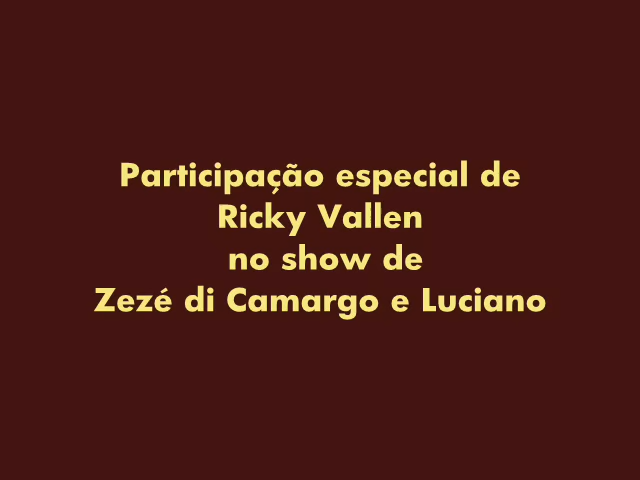 Participação especial de
Ricky Vallen
no show de
Zezé di Camargo e Luciano